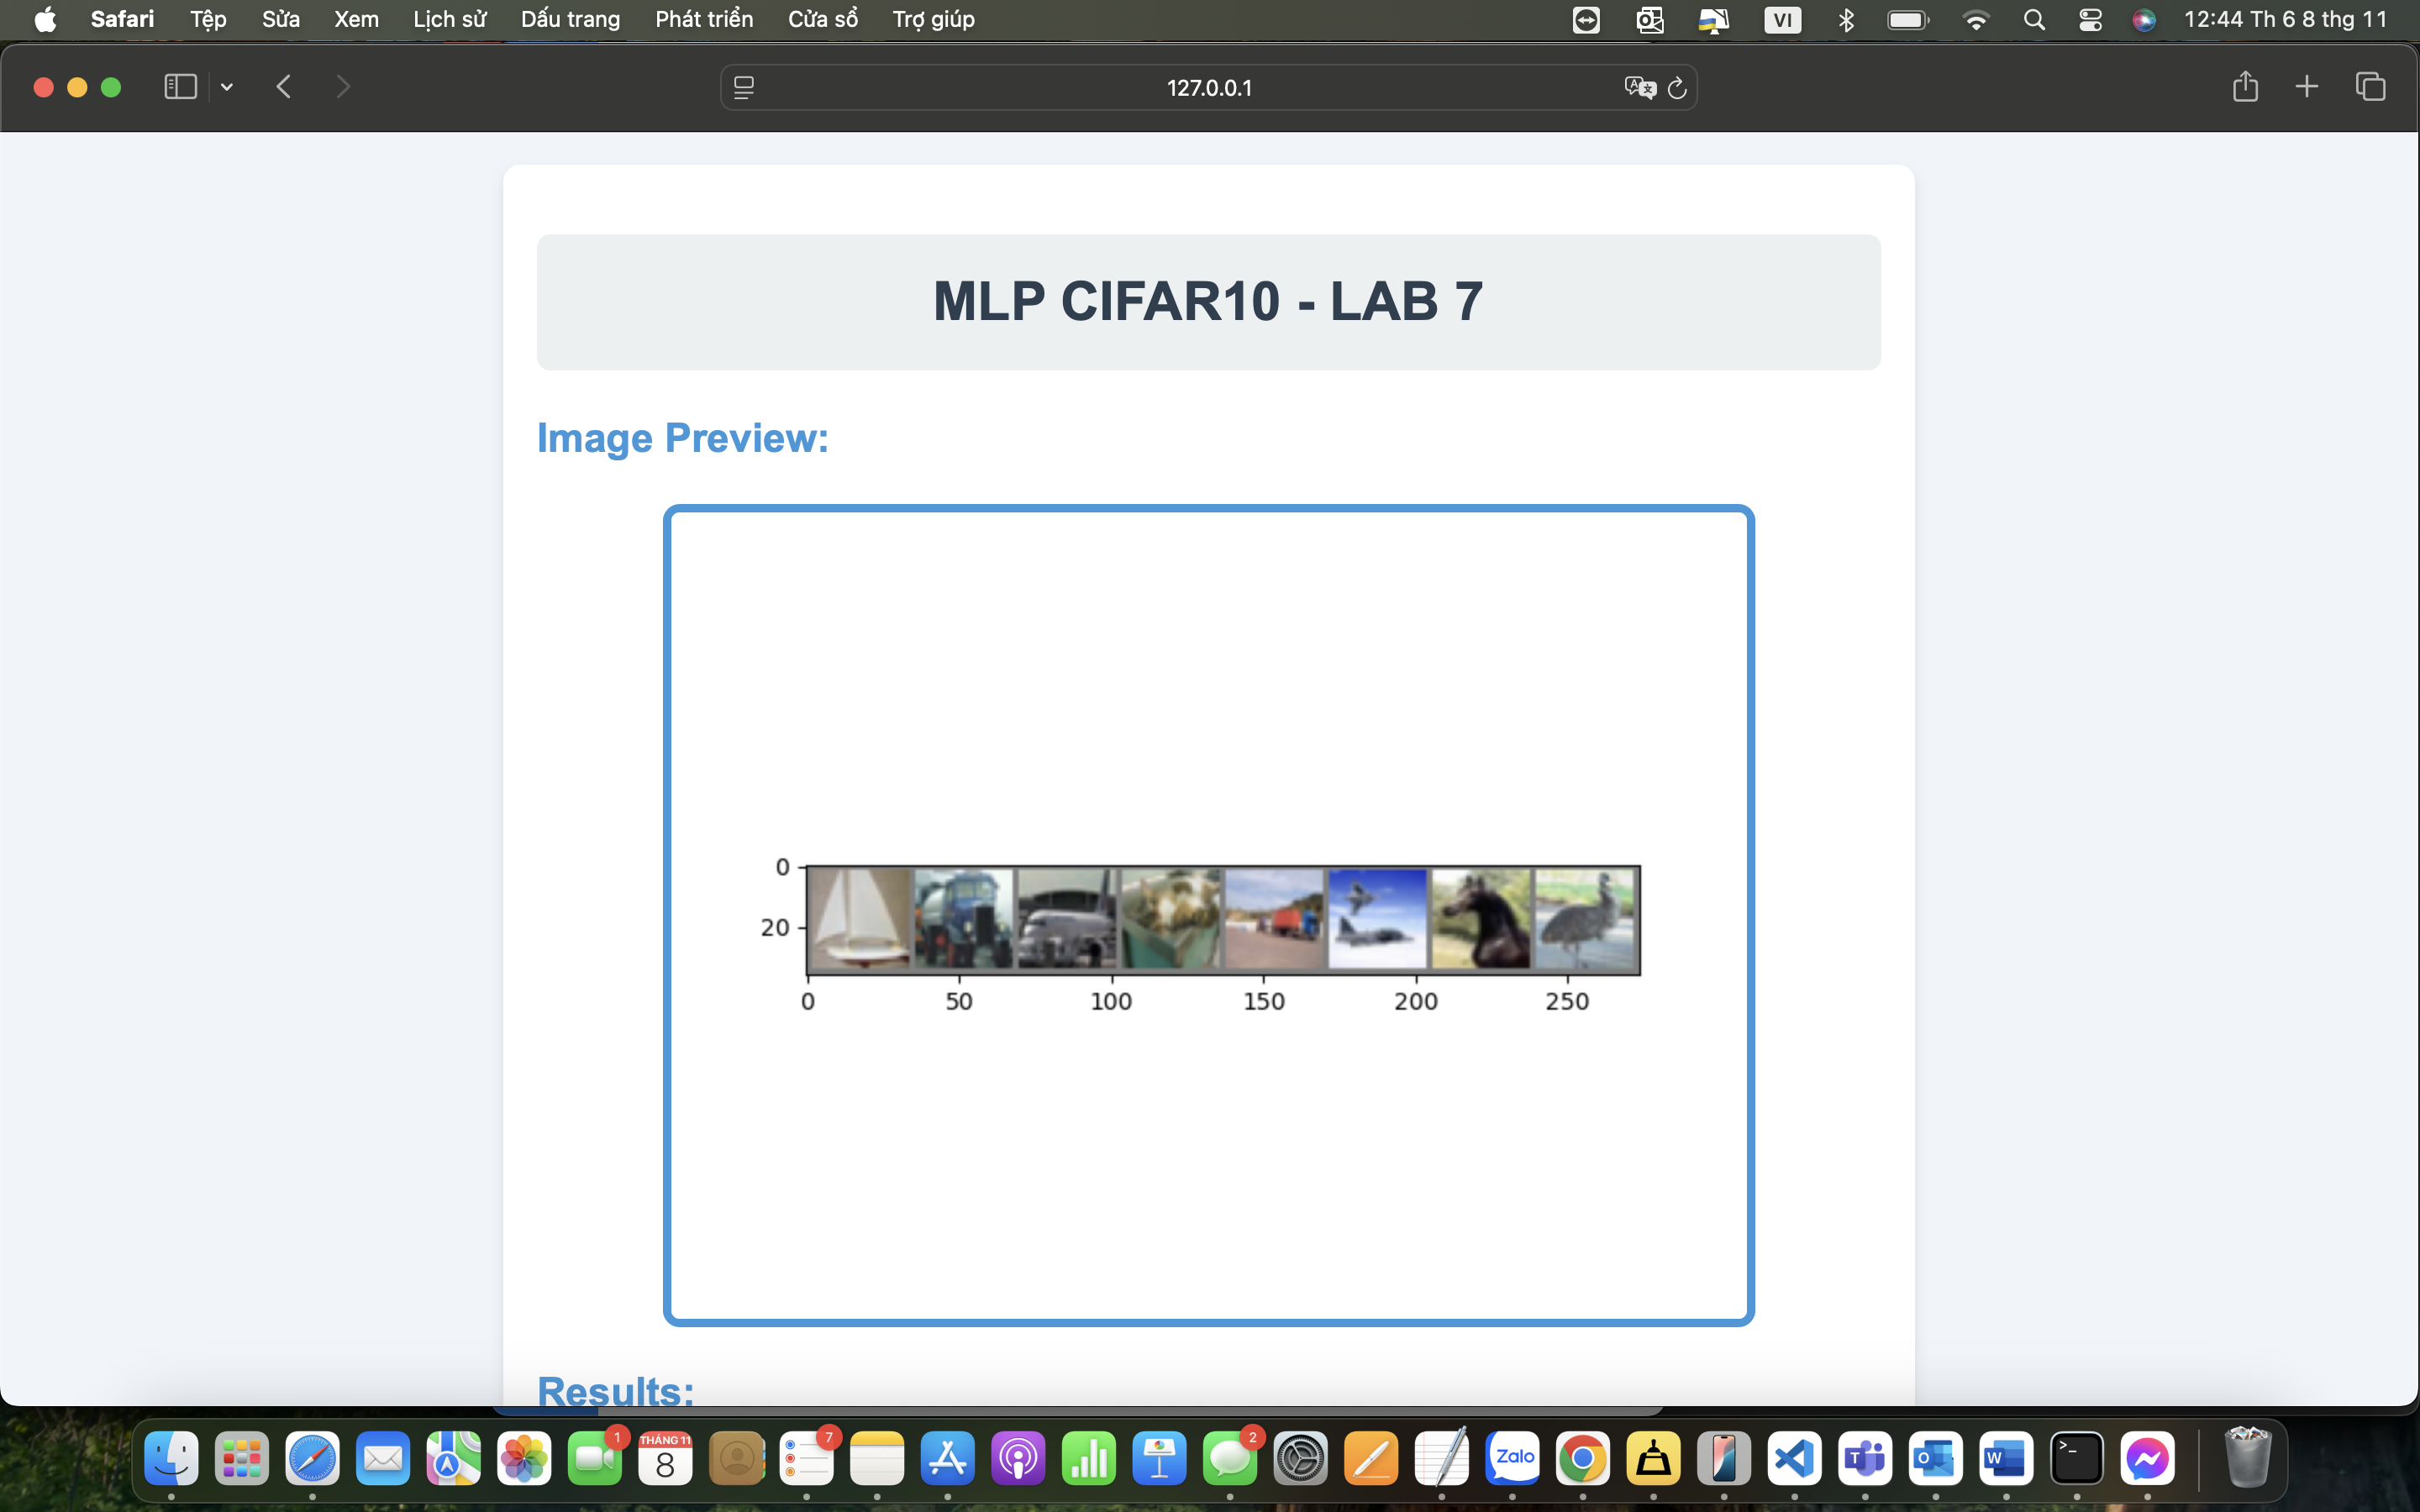 Safari Tệp Sửa Xem Lịch sử Dấu trang Phát triển Cửa sổ Trợ giúp VI 12:44 Th 6 8 thg 11
127.0.0.1
MLP CIFAR10 - LAB 7
Image Preview:
0
20
0 50 100 150 200 250
Results:
1 THÁNG 11 8 7 2 Zalo T O W >_